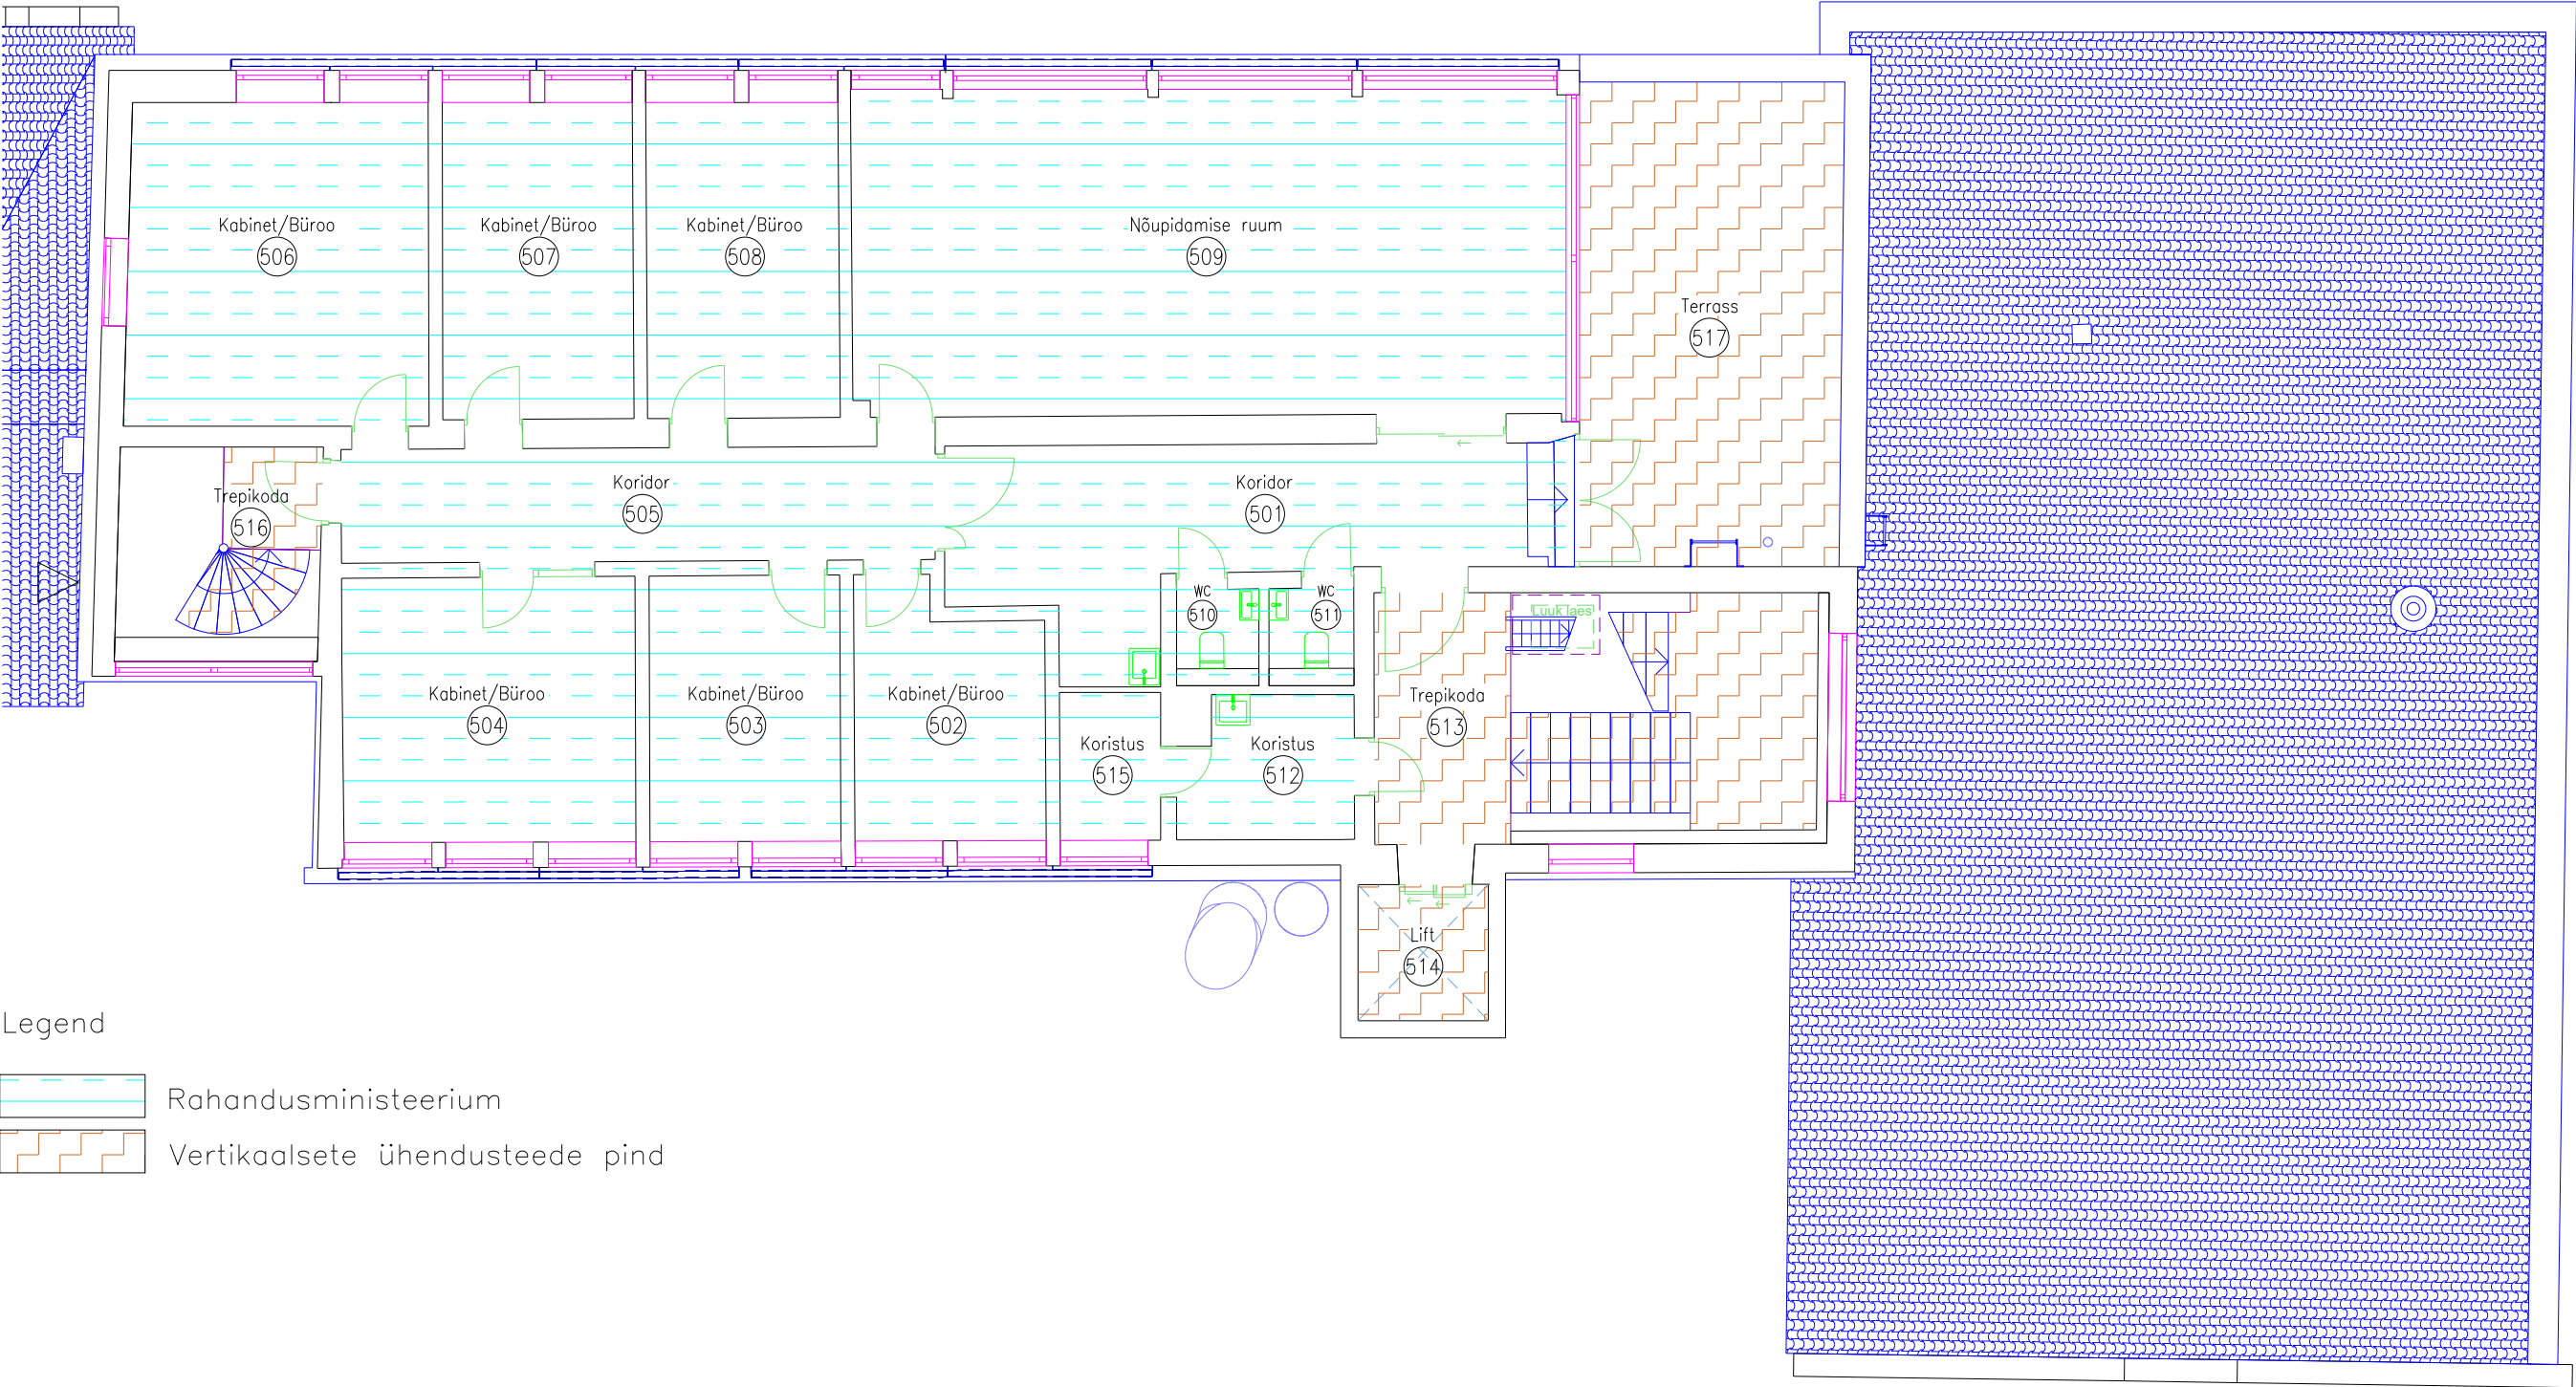 Kabinet/Büroo
506
Kabinet/Büroo
507
Kabinet/Büroo
508
Nõupidamise ruum
509
Terrass
517
Trepikoda
516
Koridor
505
Koridor
501
WC
510
WC
511
Luuk laes
Kabinet/Büroo
504
Kabinet/Büroo
503
Kabinet/Büroo
502
Koristus
515
Koristus
512
Trepikoda
513
Lift
514
Legend
Rahandusministeerium
Vertikaalsete ühendusteede pind